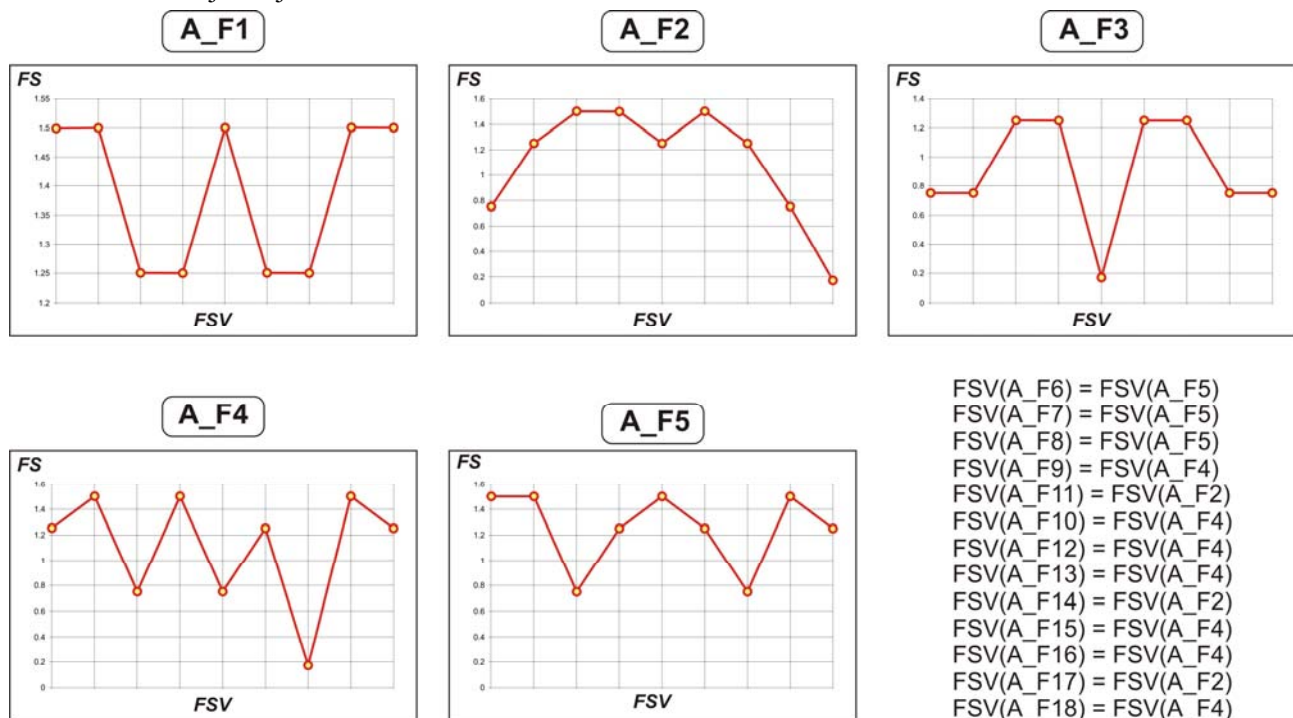 A_F1
FS
1.55
1.5
1.45
1.4
1.35
1.3
1.25
1.2
FSV
A_F2
FS
1.6
1.4
1.2
1
0.8
0.6
0.4
0.2
0
FSV
A_F3
FS
1.4
1.2
1
0.8
0.6
0.4
0.2
0
FSV
A_F4
FS
1.6
1.4
1.2
1
0.8
0.6
0.4
0.2
0
FSV
A_F5
FS
1.6
1.4
1.2
1
0.8
0.6
0.4
0.2
0
FSV
FSV(A_F6) = FSV(A_F5)
FSV(A_F7) = FSV(A_F5)
FSV(A_F8) = FSV(A_F5)
FSV(A_F9) = FSV(A_F4)
FSV(A_F11) = FSV(A_F2)
FSV(A_F10) = FSV(A_F4)
FSV(A_F12) = FSV(A_F4)
FSV(A_F13) = FSV(A_F4)
FSV(A_F14) = FSV(A_F2)
FSV(A_F15) = FSV(A_F4)
FSV(A_F16) = FSV(A_F4)
FSV(A_F17) = FSV(A_F2)
FSV(A_F18) = FSV(A_F4)